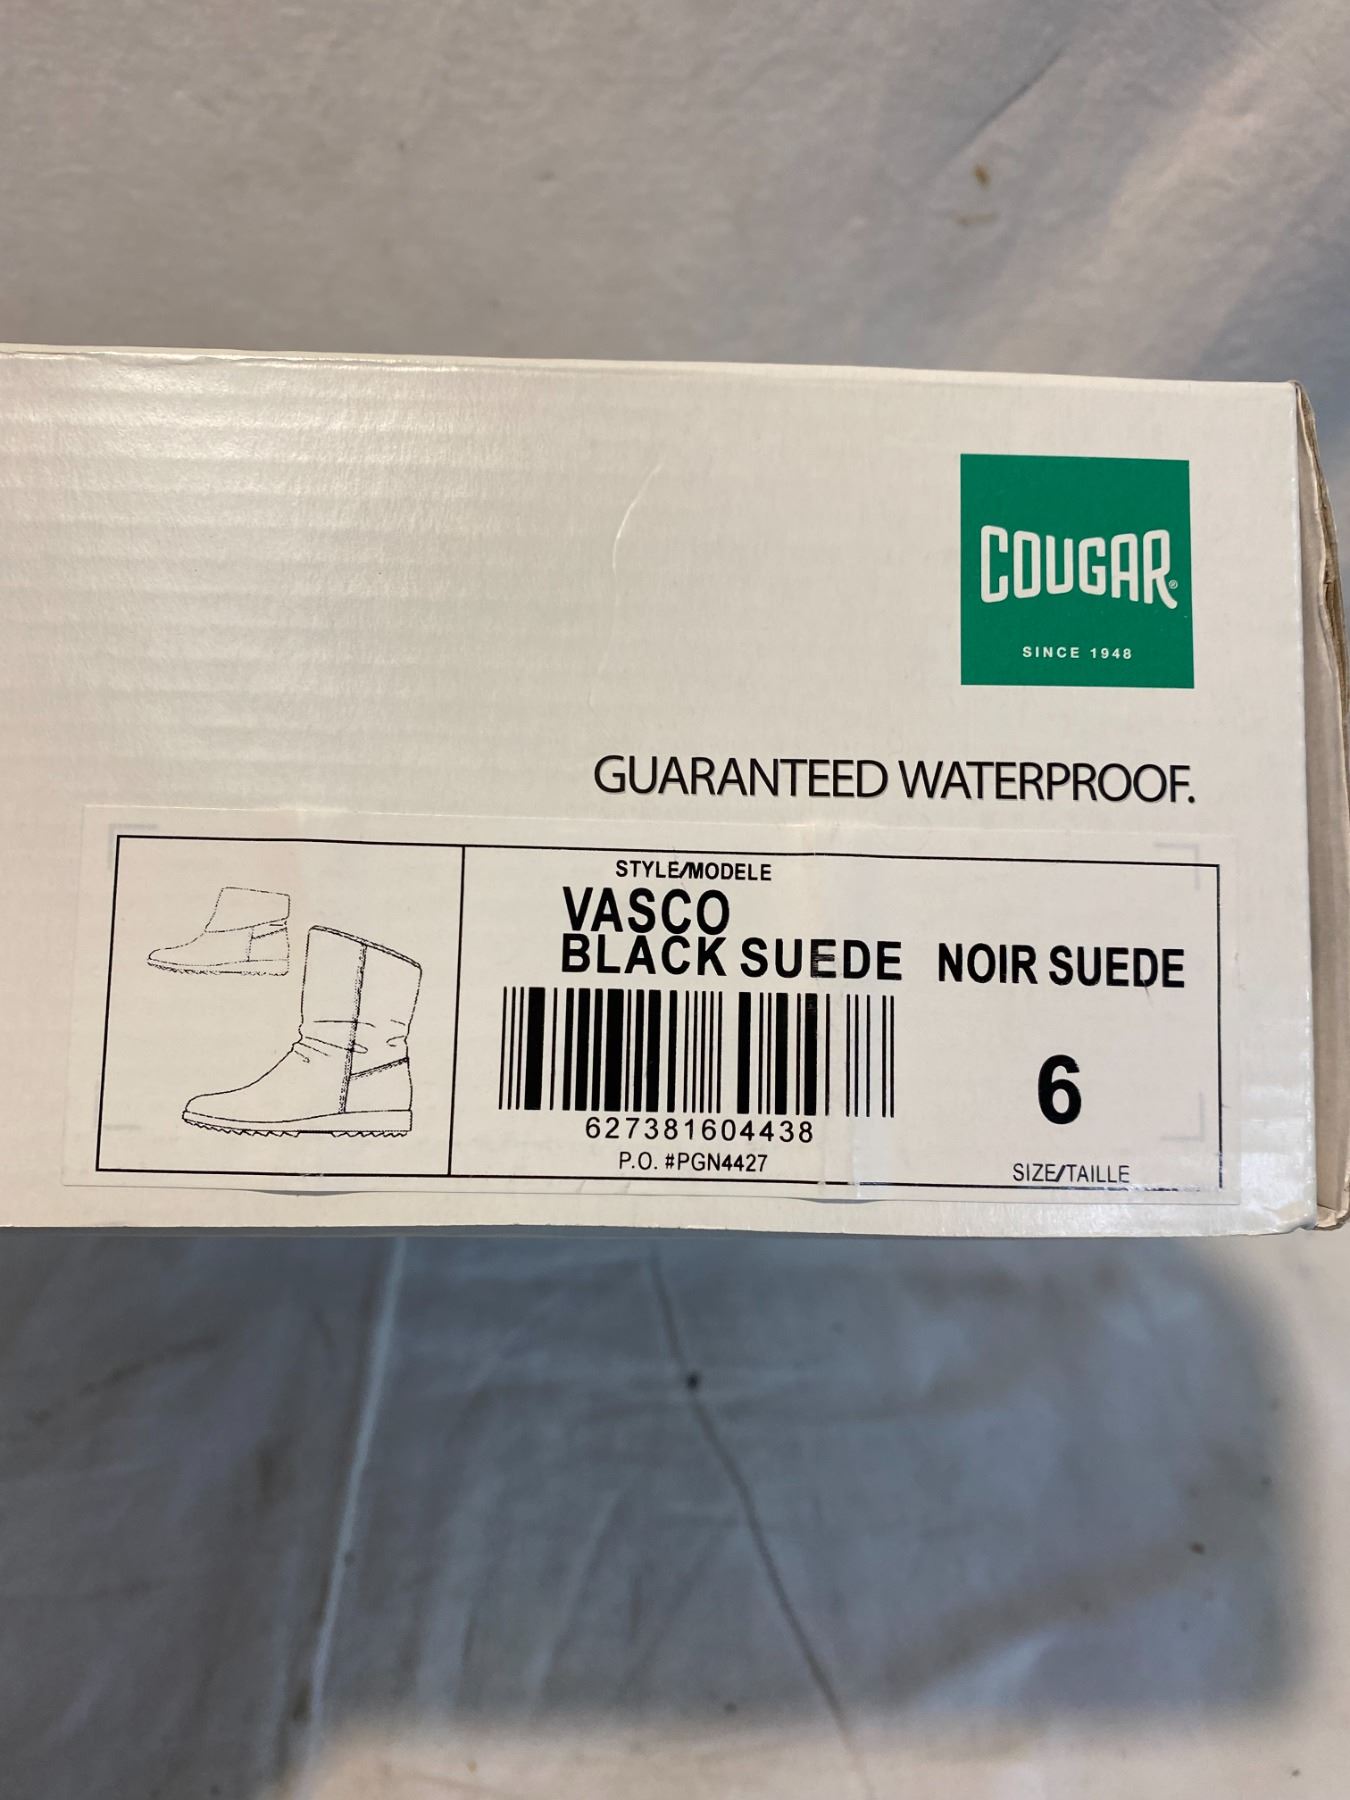 COUGAR®
SINCE 1948
GUARANTEED WATERPROOF.
STYLE/MODELE
VASCO
BLACK SUEDE NOIR SUEDE
6
627381604438
P.O. #PGN4427
SIZE/TAILLE